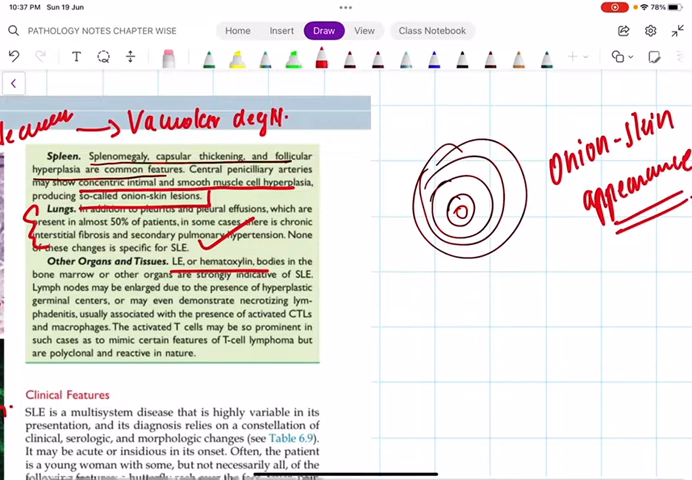 10:37 PM Sun 19 Jun
78%
PATHOLOGY NOTES CHAPTER WISE
Home Insert Draw View Class Notebook
Vacuolar degN.
Spleen. Splenomegaly, capsular thickening, and follicular
hyperplasia are common features. Central penicilliary arteries
may show concentric intimal and smooth muscle cell hyperplasia,
producing so-called onion-skin lesions.
Lungs. In addition to pleuritis and pleural effusions, which are
present in almost 50% of patients, in some cases there is chronic
interstitial fibrosis and secondary pulmonary hypertension. None
of these changes is specific for SLE.
Other Organs and Tissues. LE, or hematoxylin, bodies in the
bone marrow or other organs are strongly indicative of SLE.
Lymph nodes may be enlarged due to the presence of hyperplastic
germinal centers, or may even demonstrate necrotizing lym-
phadenitis, usually associated with the presence of activated CTLs
and macrophages. The activated T cells may be so prominent in
such cases as to mimic certain features of T-cell lymphoma but
are polyclonal and reactive in nature.
Onion-skin
appearance
Clinical Features
SLE is a multisystem disease that is highly variable in its
presentation, and its diagnosis relies on a constellation of
clinical, serologic, and morphologic changes (see Table 6.9).
It may be acute or insidious in its onset. Often, the patient
is a young woman with some, but not necessarily all, of the